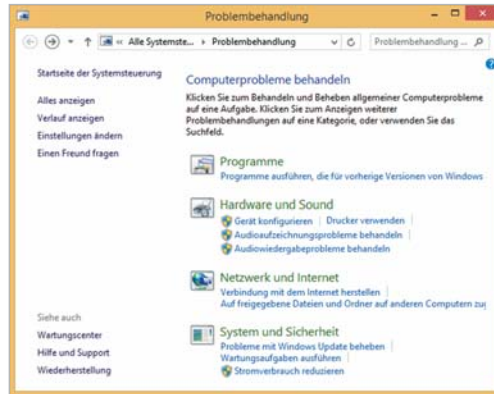 Problembehandlung
Alle Systemste... Problembehandlung
Problembehandlung ...
Startseite der Systemsteuerung
Alles anzeigen
Verlauf anzeigen
Einstellungen ändern
Einen Freund fragen
Siehe auch
Wartungscenter
Hilfe und Support
Wiederherstellung
Computerprobleme behandeln
Klicken Sie zum Behandeln und Beheben allgemeiner Computerprobleme
auf eine Aufgabe. Klicken Sie zum Anzeigen weiterer
Problembehandlungen auf eine Kategorie, oder verwenden Sie das
Suchfeld.
Programme
Programme ausführen, die für vorherige Versionen von Windows
Hardware und Sound
Gerät konfigurieren Drucker verwenden
Audioaufzeichnungsprobleme behandeln
Audiowiedergabeprobleme behandeln
Netzwerk und Internet
Verbindung mit dem Internet herstellen
Auf freigegebene Dateien und Ordner auf anderen Computern zug
System und Sicherheit
Probleme mit Windows Update beheben
Wartungsaufgaben ausführen
Stromverbrauch reduzieren